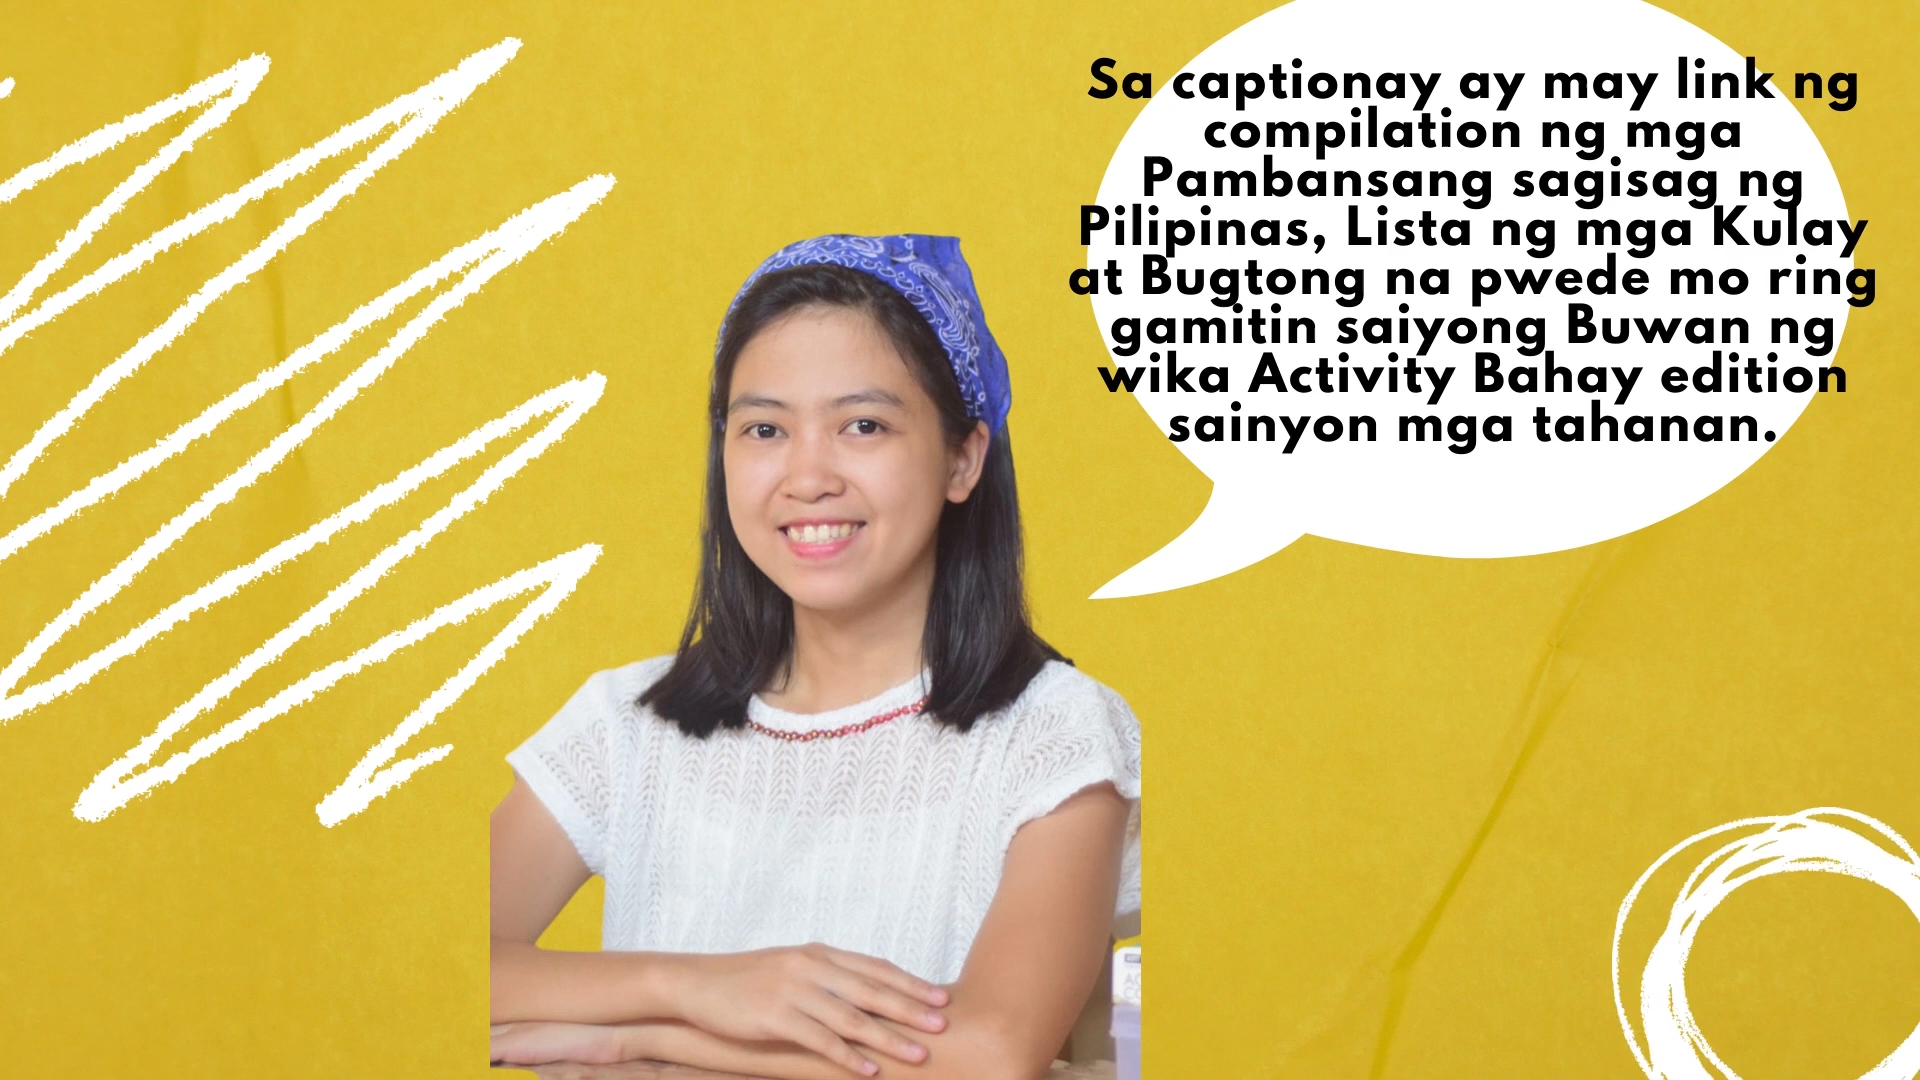 Sa captionay ay may link ng
compilation ng mga
Pambansang sagisag ng
Pilipinas, Lista ng mga Kulay
at Bugtong na pwede mo ring
gamitin saiyong Buwan ng
wika Activity Bahay edition
sainyon mga tahanan.